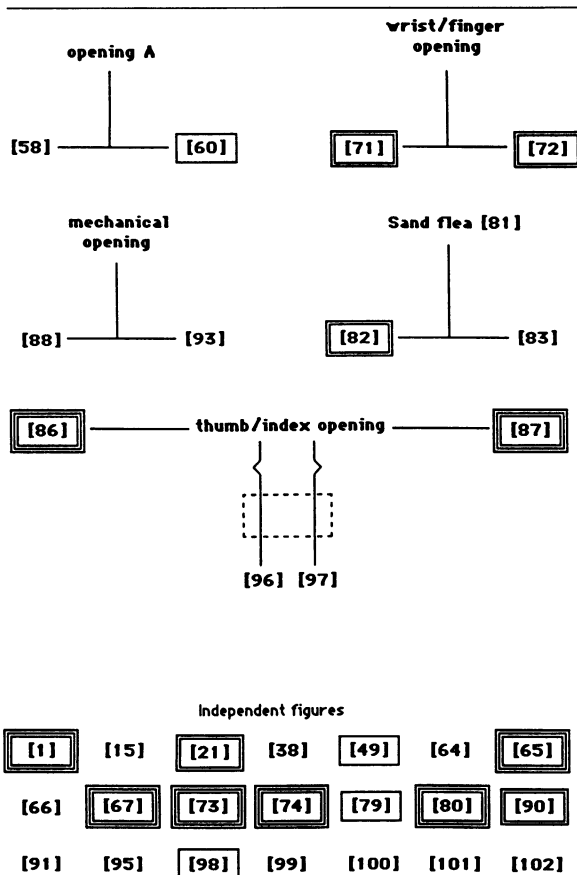 opening A
wrist/finger
opening
[58] [60] [71] [72]
mechanical
opening
Sand flea [81]
[88] [93] [82] [83]
[86] thumb/index opening [87]
[96] [97]
Independent figures
[1] [15] [21] [38] [49] [64] [65]
[66] [67] [73] [74] [79] [80] [90]
[91] [95] [98] [99] [100] [101] [102]